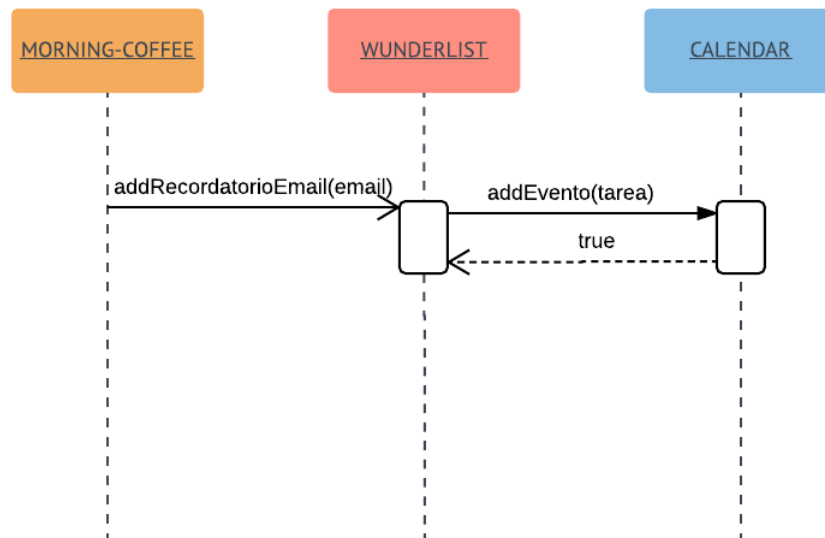 MORNING-COFFEE
WUNDERLIST
CALENDAR
addRecordatorioEmail(email)
addEvento(tarea)
true